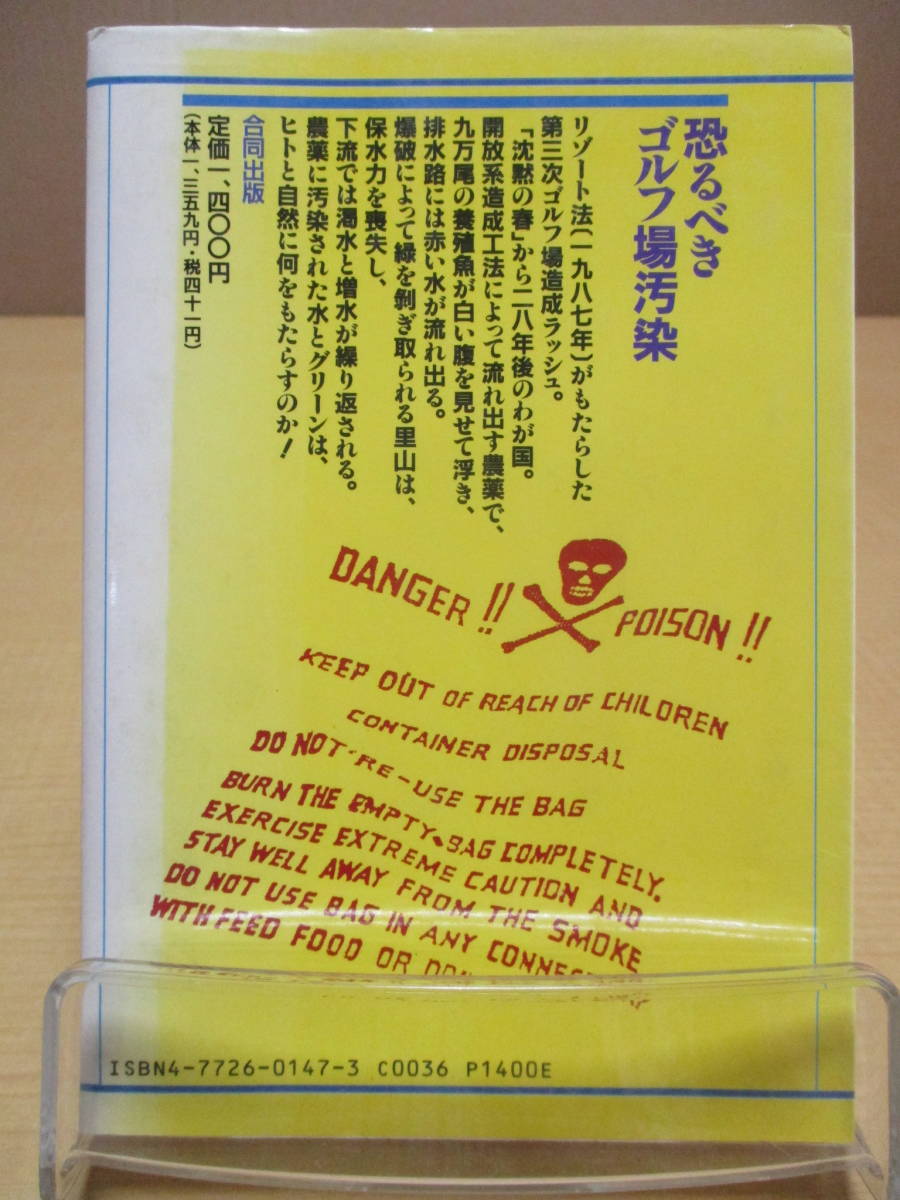 恐るべき
ゴルフ場汚染
リゾート法(一九八七年)がもたらした
第三次ゴルフ場造成ラッシュ。
「沈黙の春」から二八年後のわが国。
開放系造成工法によって流れ出す農薬で、
九万尾の養殖魚が白い腹を見せて浮き、
排水路には赤い水が流れ出る。
爆破によって緑を剝ぎ取られる里山は、
保水力を喪失し、
下流では濁水と増水が繰り返される。
農薬に汚染された水とグリーンは、
ヒトと自然に何をもたらすのか!
合同出版
定価一、四〇〇円
(本体一、三五九円・税四十一円)
DANGER!! POISON!!
KEEP OUT OF REACH OF CHILDREN
CONTAINER DISPOSAL
DO NOT RE-USE THE BAG
BURN THE EMPTY BAG COMPLETELY.
EXERCISE EXTREME CAUTION AND
STAY WELL AWAY FROM THE SMOKE
DO NOT USE BAG IN ANY
WITH FEED FOOD OR
ISBN4-7726-0147-3 C0036 P1400E